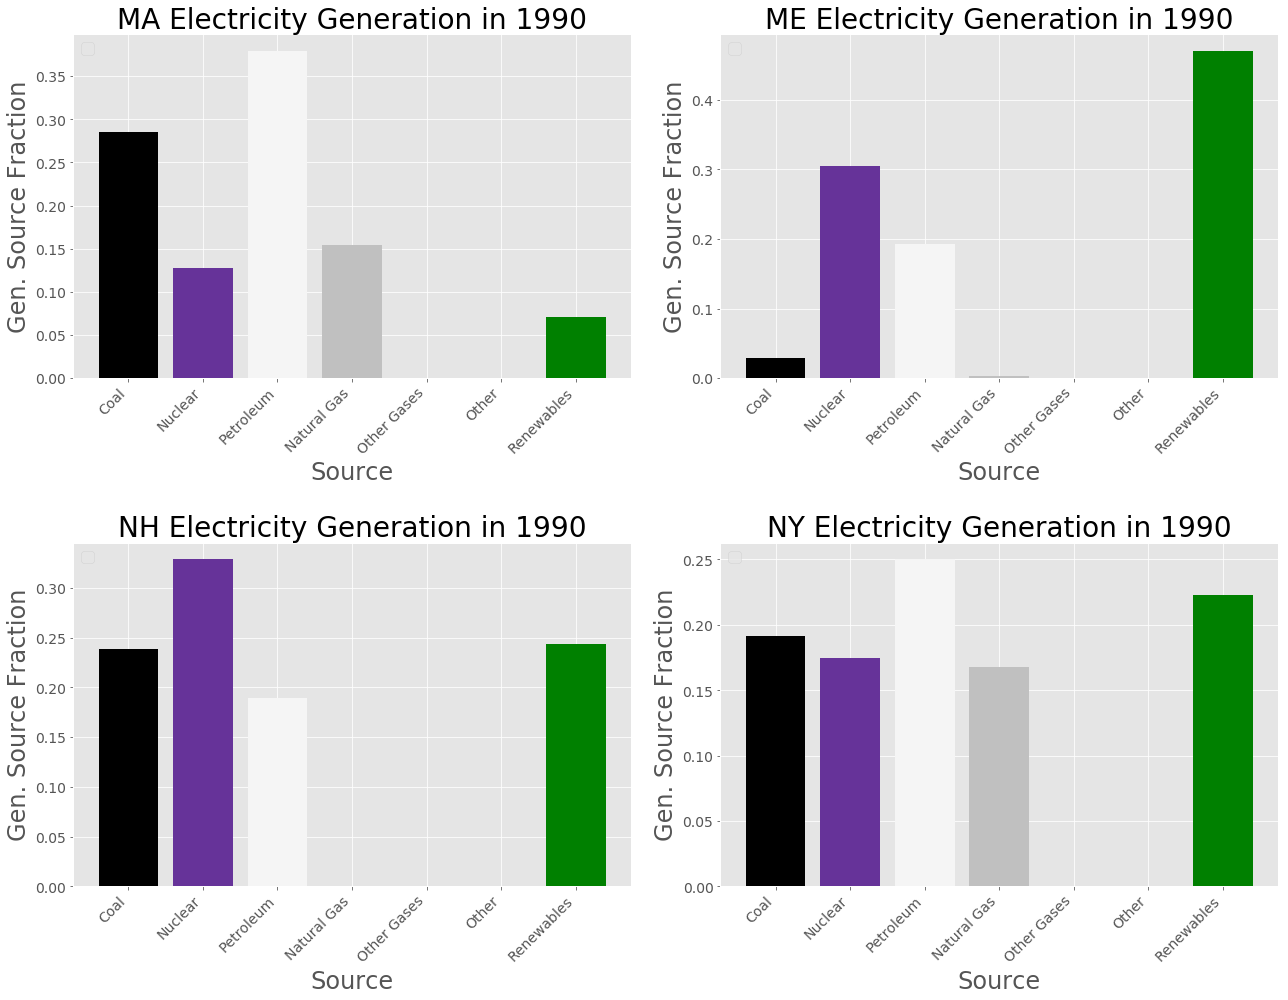 MA Electricity Generation in 1990
Gen. Source Fraction
0.35
0.30
0.25
0.20
0.15
0.10
0.05
0.00
Coal
Nuclear
Petroleum
Natural Gas
Other Gases
Other
Renewables
Source
ME Electricity Generation in 1990
Gen. Source Fraction
0.4
0.3
0.2
0.1
0.0
Coal
Nuclear
Petroleum
Natural Gas
Other Gases
Other
Renewables
Source
NH Electricity Generation in 1990
Gen. Source Fraction
0.30
0.25
0.20
0.15
0.10
0.05
0.00
Coal
Nuclear
Petroleum
Natural Gas
Other Gases
Other
Renewables
Source
NY Electricity Generation in 1990
Gen. Source Fraction
0.25
0.20
0.15
0.10
0.05
0.00
Coal
Nuclear
Petroleum
Natural Gas
Other Gases
Other
Renewables
Source